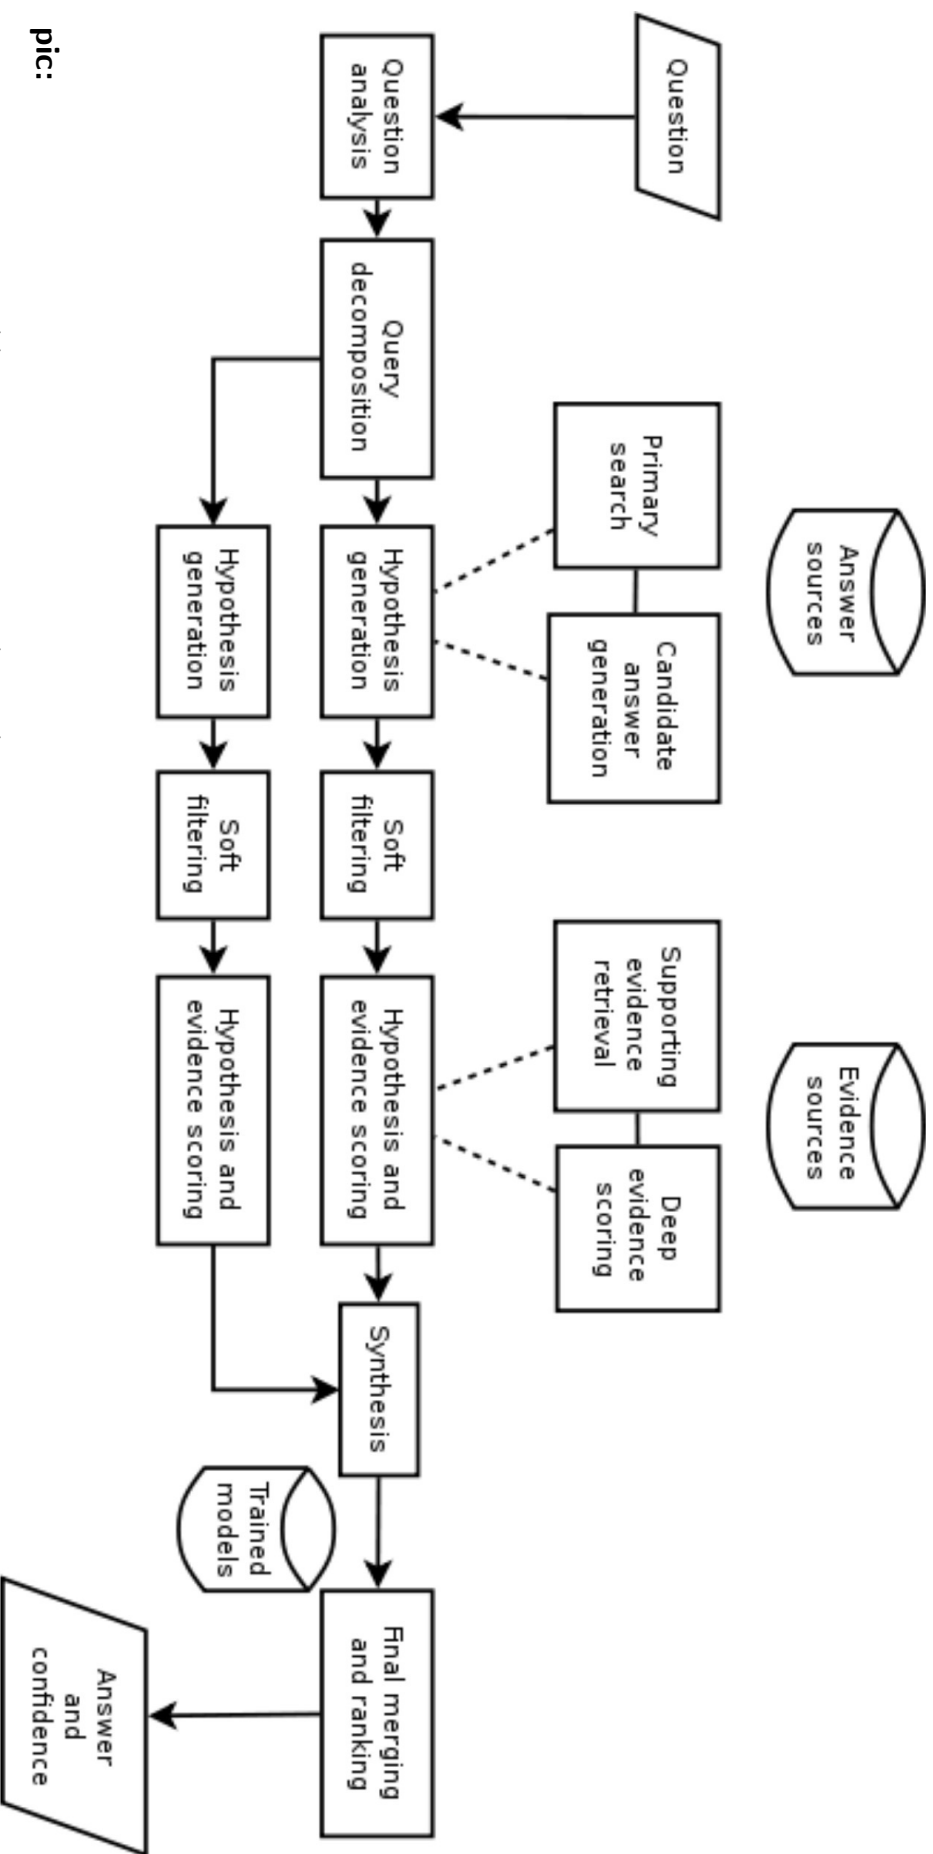 Answer
sources
Evidence
sources
Question
Primary
search
Candidate
answer
generation
Supporting
evidence
retrieval
Deep
evidence
scoring
Question
analysis
Query
decomposition
Hypothesis
generation
Soft
filtering
Hypothesis and
evidence scoring
Synthesis
Final merging
and ranking
Hypothesis
generation
Soft
filtering
Hypothesis and
evidence scoring
Trained
models
Answer
and
confidence
pic: